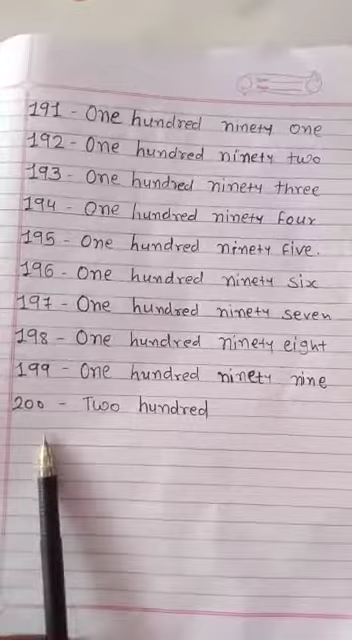 191 - One hundred ninety one
192 - One hundred ninety two
193 - One hundred ninety three
194 - One hundred ninety four
195 - One hundred ninety five.
196 - One hundred ninety six
197 - One hundred ninety seven
198 - One hundred ninety eight
199 - One hundred ninety nine
200 - Two hundred